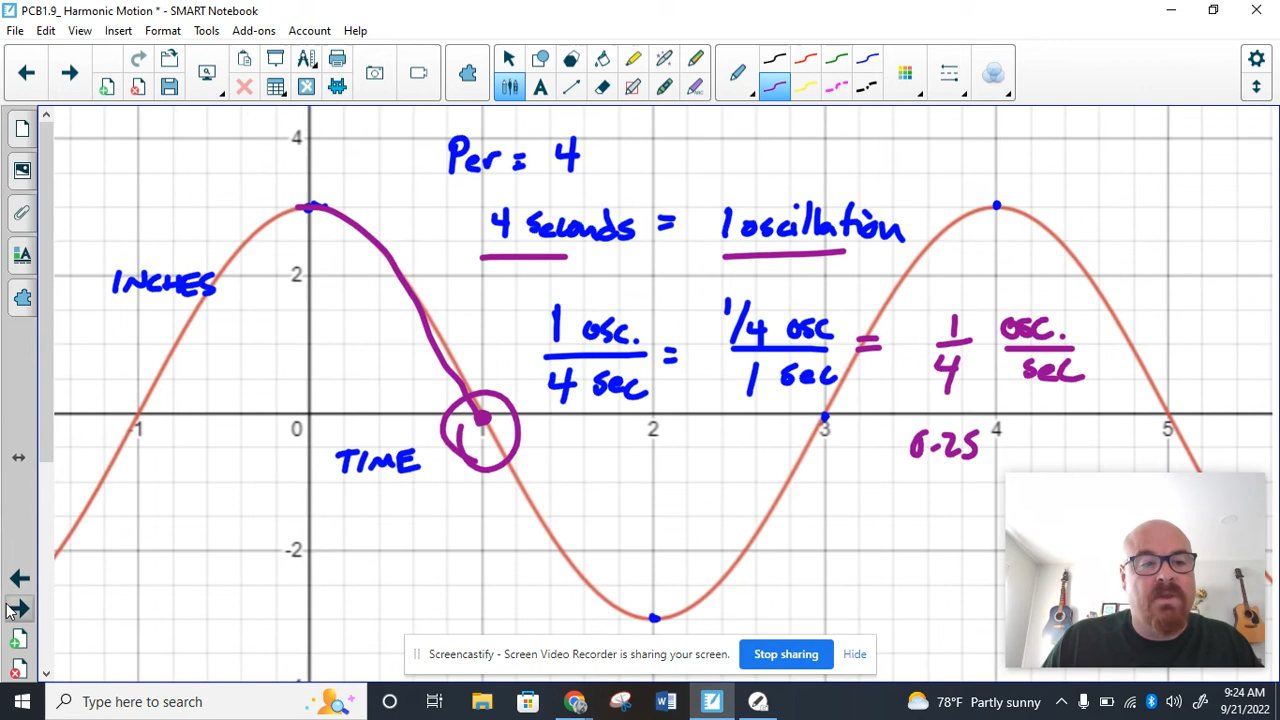 PCB1.9_Harmonic Motion * - SMART Notebook
File Edit View Insert Format Tools Add-ons Account Help
4
Per = 4
4 seconds = 1 oscillation
2
INCHES
1 osc. / 4 sec = 1/4 osc / 1 sec = 1/4 osc. / sec
-1 0 1 2 3 4 5
0.25
TIME
-2
Screencastify - Screen Video Recorder is sharing your screen. Stop sharing Hide
Type here to search
78°F Partly sunny
9:24 AM
9/21/2022